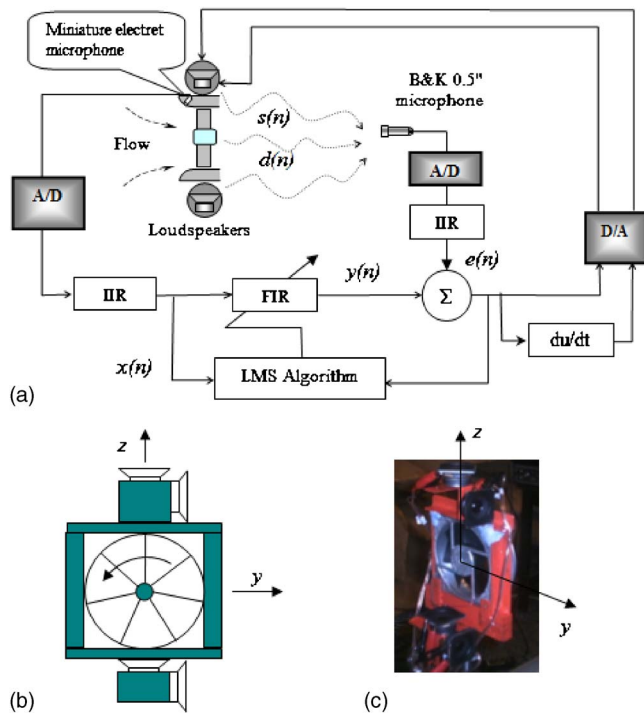 Miniature electret
microphone
B&K 0.5"
microphone
s(n)
Flow
d(n)
A/D
A/D
Loudspeakers
IIR
D/A
y(n)
e(n)
IIR
FIR
Σ
du/dt
x(n)
LMS Algorithm
(a)
z
z
y
y
(b)
(c)